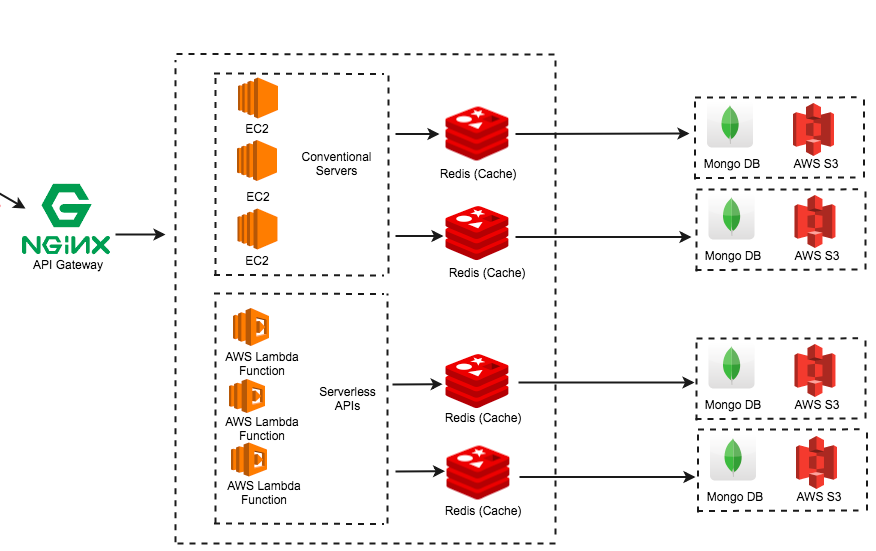 NGINX
API Gateway
EC2
EC2
EC2
Conventional
Servers
AWS Lambda
Function
AWS Lambda
Function
AWS Lambda
Function
Serverless
APIs
Redis (Cache)
Redis (Cache)
Redis (Cache)
Redis (Cache)
Mongo DB
AWS S3
Mongo DB
AWS S3
Mongo DB
AWS S3
Mongo DB
AWS S3